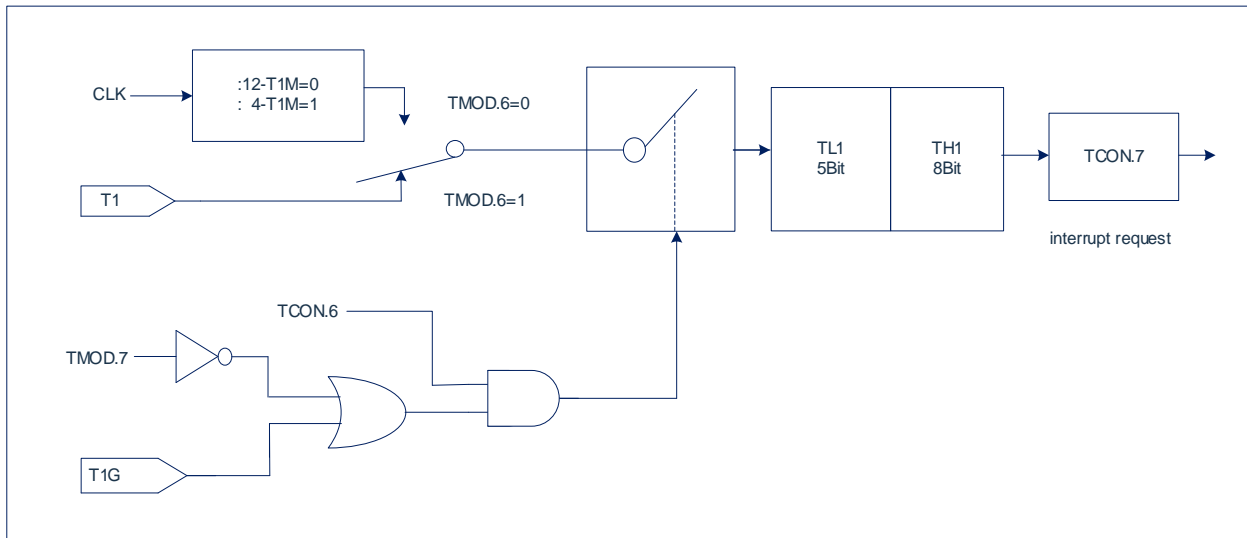 :12-T1M=0
: 4-T1M=1
CLK
TMOD.6=0
T1
TMOD.6=1
TL1
5Bit
TH1
8Bit
TCON.7
interrupt request
TCON.6
TMOD.7
T1G